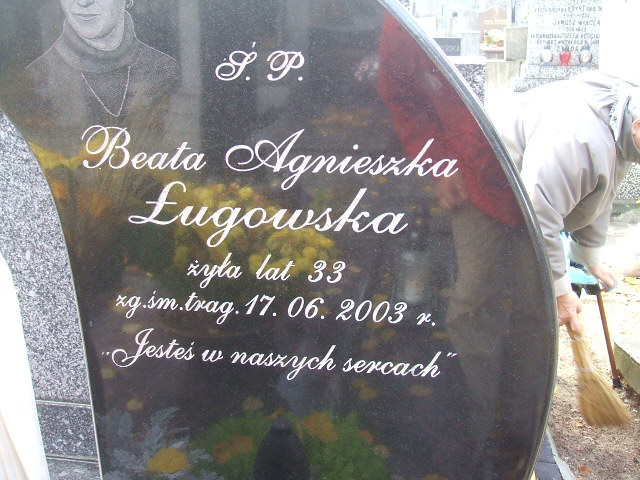 Ś. P.
Beata Agnieszka
Ługowska
żyła lat 33
zg.śm.trag. 17. 06. 2003 r.
„Jesteś w naszych sercach"